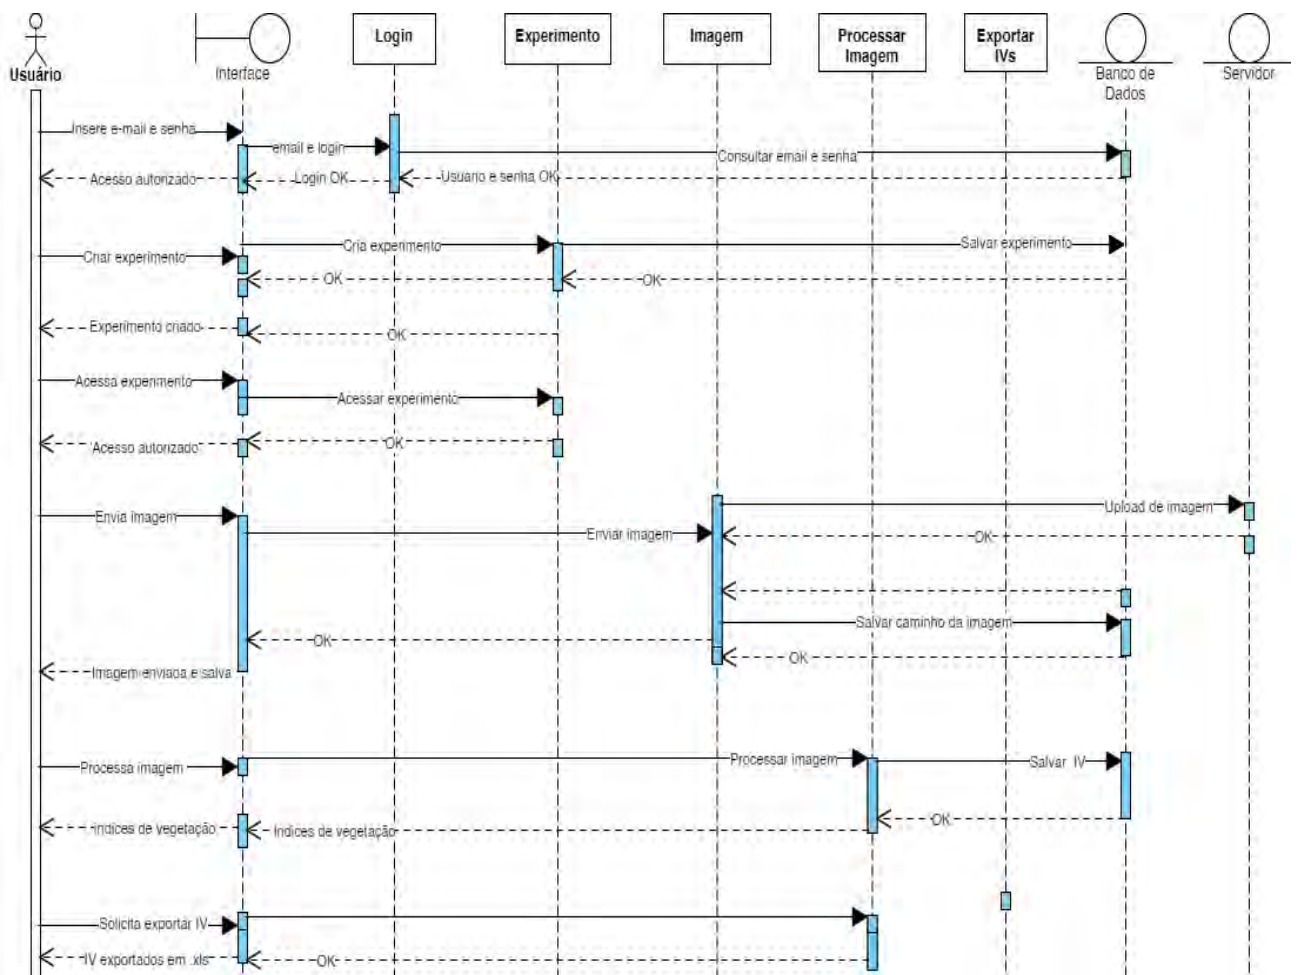 Login
Experimento
Imagem
Processar
Imagem
Exportar
IVs
Usuário
Interface
Banco de
Dados
Servidor
Insere e-mail e senha
email e login
Consultar email e senha
Acesso autorizado
Login OK
Usuario e senha OK
Cria experimento
Salvar experimento
Criar experimento
OK
OK
Experimento criado
OK
Acessa experimento
Acessar experimento
Acesso autorizado
OK
Envia imagem
Upload de imagem
Enviar imagem
OK
Salvar caminho da imagem
OK
OK
Imagem enviada e salva
Processar imagem
Salvar IV
Processa imagem
OK
Indices de vegetação
Indices de vegetação
Solicita exportar IV
IV exportados em .xls
OK